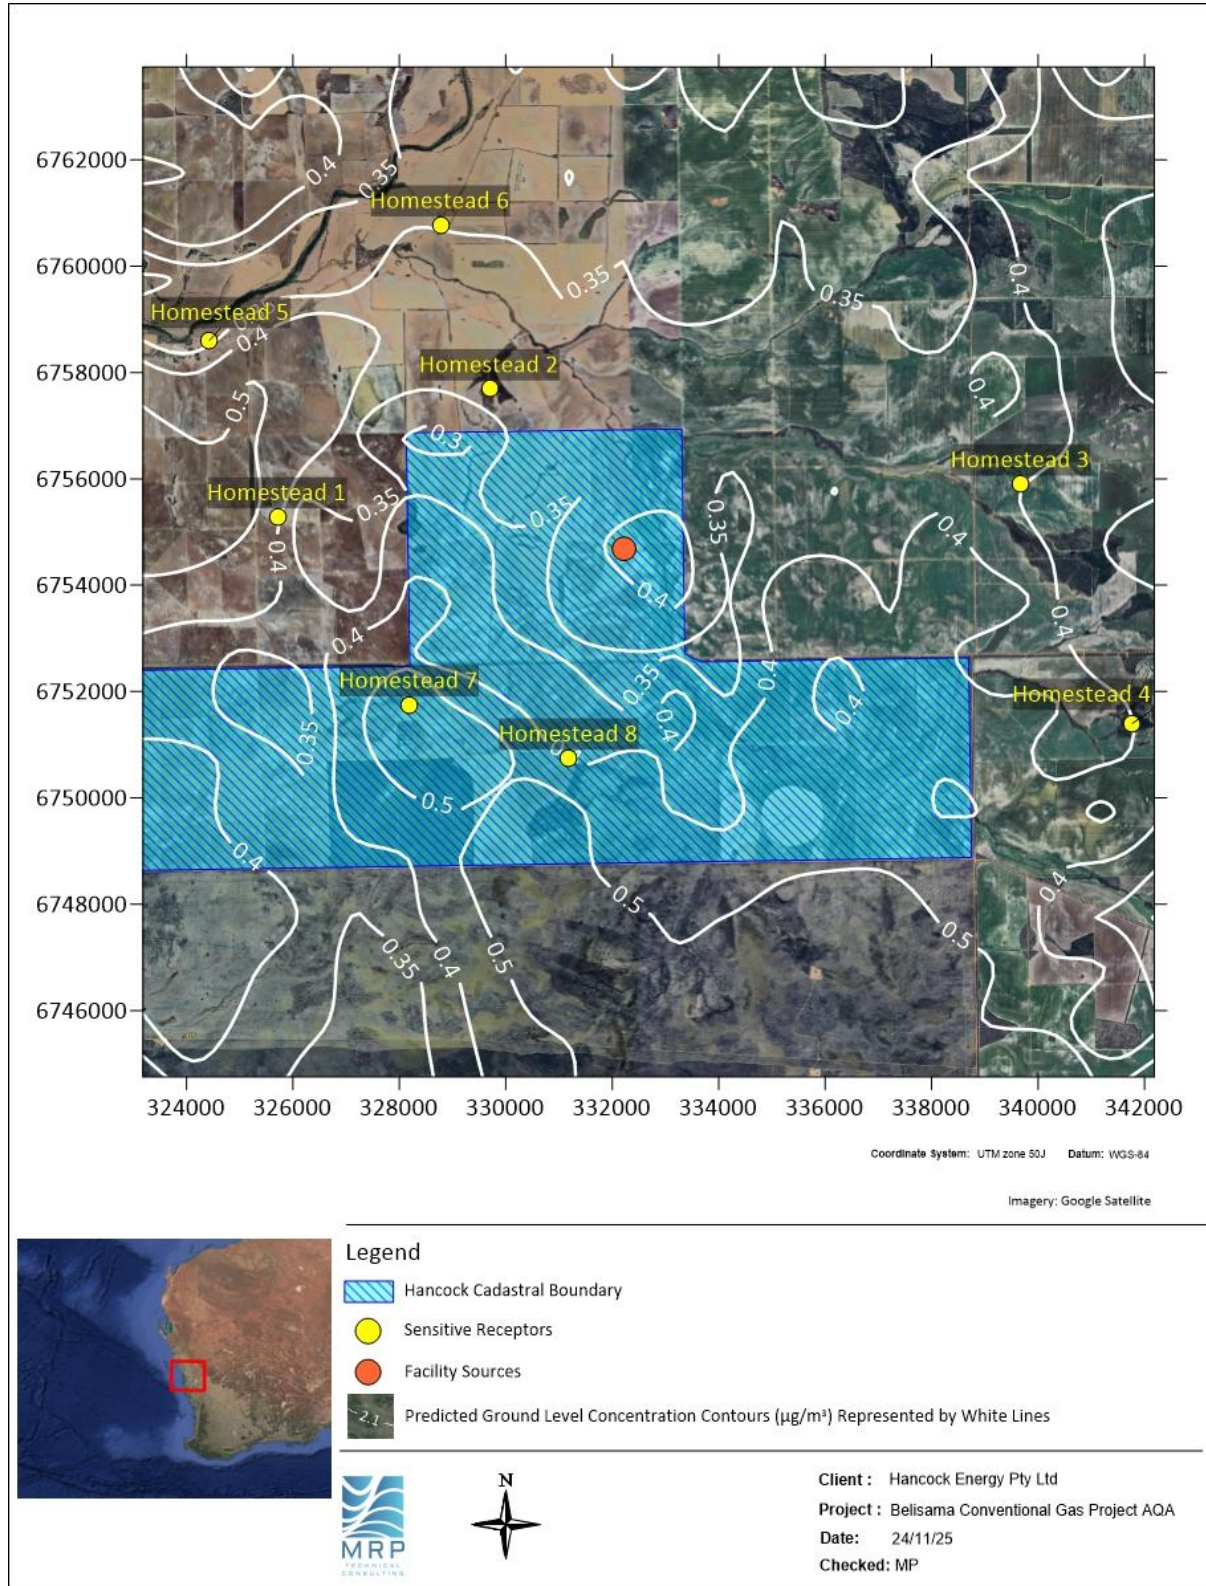 0.4
0.35
Homestead 6
0.35
0.4
0.35
Homestead 5
0.4
Homestead 2
0.4
0.5
0.3
Homestead 3
Homestead 1
0.35
0.35
0.35
0.4
0.4
0.4
0.4
0.4
0.4
Homestead 7
0.35
0.4
0.4
Homestead 4
0.35
0.4
Homestead 8
0.5
0.4
0.4
0.5
0.5
0.35
0.4
0.5
6762000
6760000
6758000
6756000
6754000
6752000
6750000
6748000
6746000
324000 326000 328000 330000 332000 334000 336000 338000 340000 342000
Coordinate System: UTM zone 50J Datum: WGS-84
Imagery: Google Satellite
Legend
Hancock Cadastral Boundary
Sensitive Receptors
Facility Sources
2.1
Predicted Ground Level Concentration Contours (µg/m³) Represented by White Lines
MRP
TECHNICAL
CONSULTING
N
Client : Hancock Energy Pty Ltd
Project : Belisama Conventional Gas Project AQA
Date: 24/11/25
Checked: MP